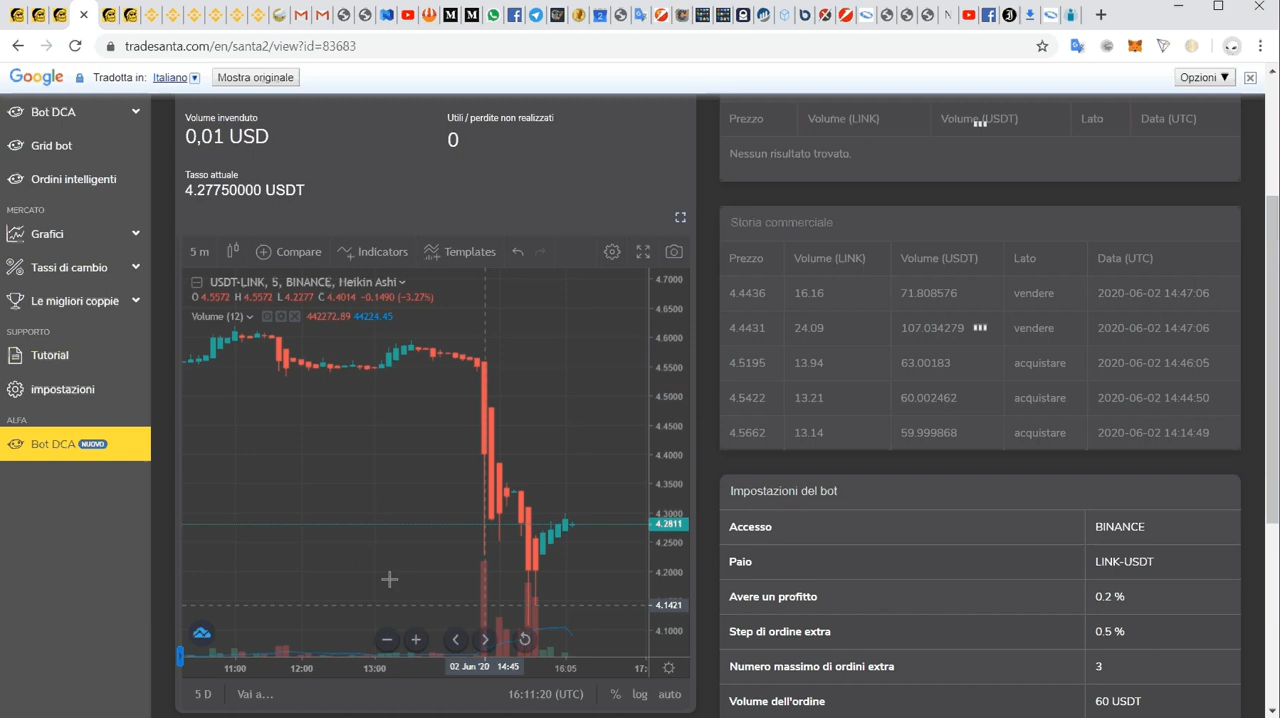 tradesanta.com/en/santa2/view?id=83683
Google Tradotta in: Italiano Mostra originale Opzioni ▼
Bot DCA
Grid bot
Ordini intelligenti
MERCATO
Grafici
Tassi di cambio
Le migliori coppie
SUPPORTO
Tutorial
impostazioni
ALFA
Bot DCA NUOVO
Volume invenduto
0,01 USD
Utili / perdite non realizzati
0
Tasso attuale
4.27750000 USDT
5 m Compare Indicators Templates
USDT-LINK, 5, BINANCE, Heikin Ashi
O 4.5572 H 4.5572 L 4.2277 C 4.4014 -0.1490 (-3.27%)
Volume (12) 442272.89 44224.45
4.7000
4.6500
4.6000
4.5500
4.5000
4.4500
4.4000
4.3500
4.3000
4.2811
4.2500
4.2000
4.1421
4.1000
11:00 12:00 13:00 02 Jun '20 14:45 16:05 17:
5 D Vai a... 16:11:20 (UTC) % log auto
Prezzo Volume (LINK) Volume (USDT) Lato Data (UTC)
Nessun risultato trovato.
Storia commerciale
Prezzo Volume (LINK) Volume (USDT) Lato Data (UTC)
4.4436 16.16 71.808576 vendere 2020-06-02 14:47:06
4.4431 24.09 107.034279 vendere 2020-06-02 14:47:06
4.5195 13.94 63.00183 acquistare 2020-06-02 14:46:05
4.5422 13.21 60.002462 acquistare 2020-06-02 14:44:50
4.5662 13.14 59.999868 acquistare 2020-06-02 14:14:49
Impostazioni del bot
Accesso BINANCE
Paio LINK-USDT
Avere un profitto 0.2 %
Step di ordine extra 0.5 %
Numero massimo di ordini extra 3
Volume dell'ordine 60 USDT